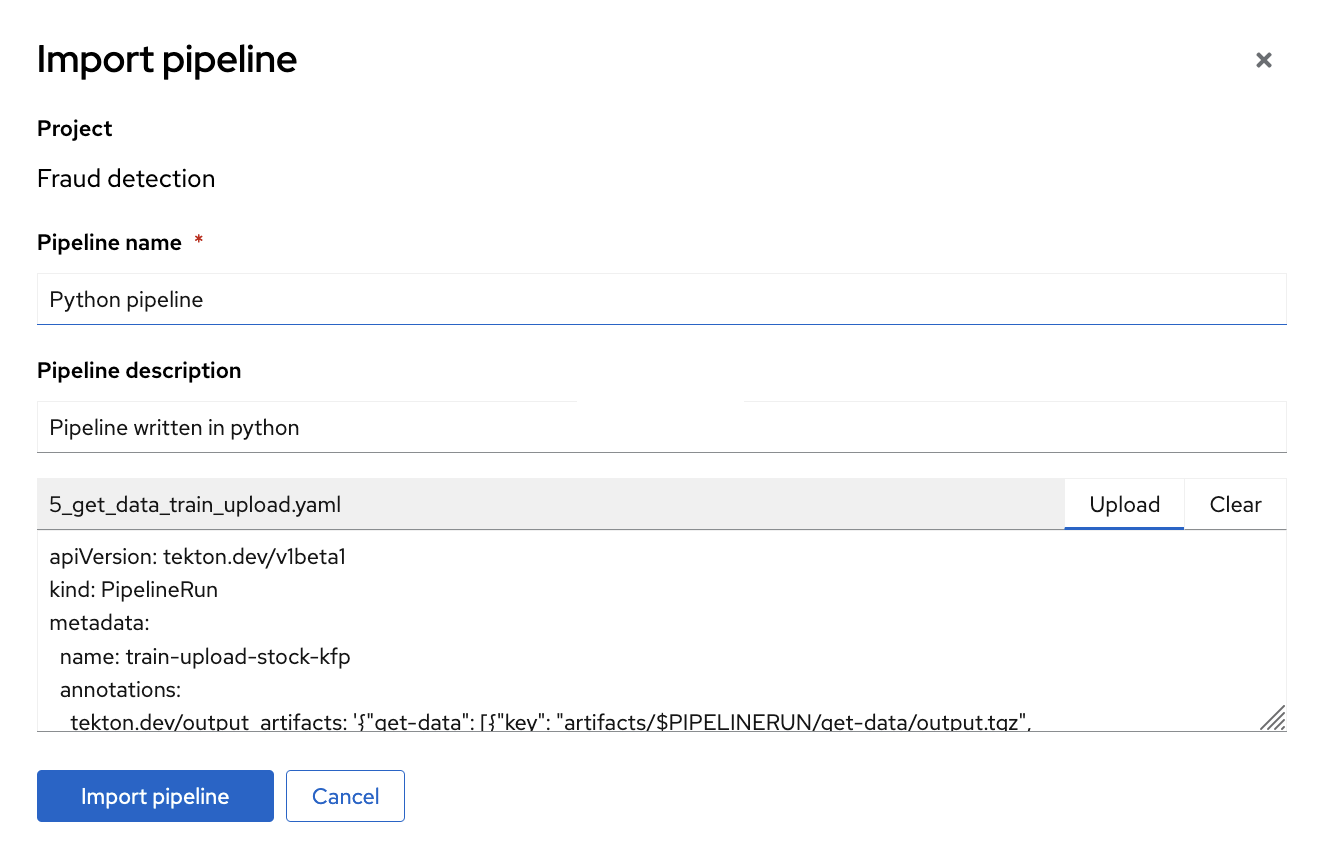 Import pipeline
Project
Fraud detection
Pipeline name *
Python pipeline
Pipeline description
Pipeline written in python
5_get_data_train_upload.yaml Upload Clear
apiVersion: tekton.dev/v1beta1
kind: PipelineRun
metadata:
  name: train-upload-stock-kfp
  annotations:
    tekton.dev/output_artifacts: '{"get-data": [{"key": "artifacts/$PIPELINERUN/get-data/output.tgz",
Import pipeline Cancel